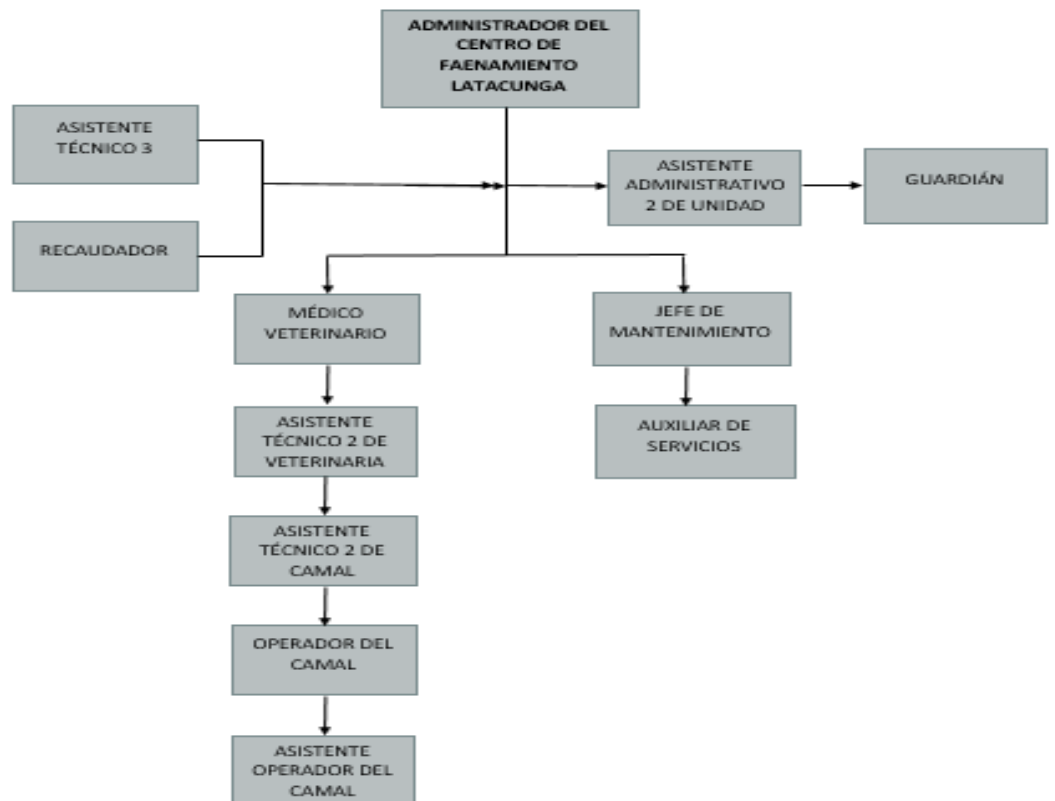 ADMINISTRADOR DEL
CENTRO DE
FAENAMIENTO
LATACUNGA
ASISTENTE
TÉCNICO 3
ASISTENTE
ADMINISTRATIVO
2 DE UNIDAD
GUARDIÁN
RECAUDADOR
MÉDICO
VETERINARIO
JEFE DE
MANTENIMIENTO
ASISTENTE
TÉCNICO 2 DE
VETERINARIA
AUXILIAR DE
SERVICIOS
ASISTENTE
TÉCNICO 2 DE
CAMAL
OPERADOR DEL
CAMAL
ASISTENTE
OPERADOR DEL
CAMAL